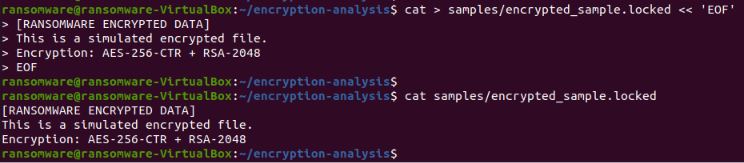 ransomware@ransomware-VirtualBox:~/encryption-analysis$ cat > samples/encrypted_sample.locked << 'EOF'
> [RANSOMWARE ENCRYPTED DATA]
> This is a simulated encrypted file.
> Encryption: AES-256-CTR + RSA-2048
> EOF
ransomware@ransomware-VirtualBox:~/encryption-analysis$
ransomware@ransomware-VirtualBox:~/encryption-analysis$ cat samples/encrypted_sample.locked
[RANSOMWARE ENCRYPTED DATA]
This is a simulated encrypted file.
Encryption: AES-256-CTR + RSA-2048
ransomware@ransomware-VirtualBox:~/encryption-analysis$